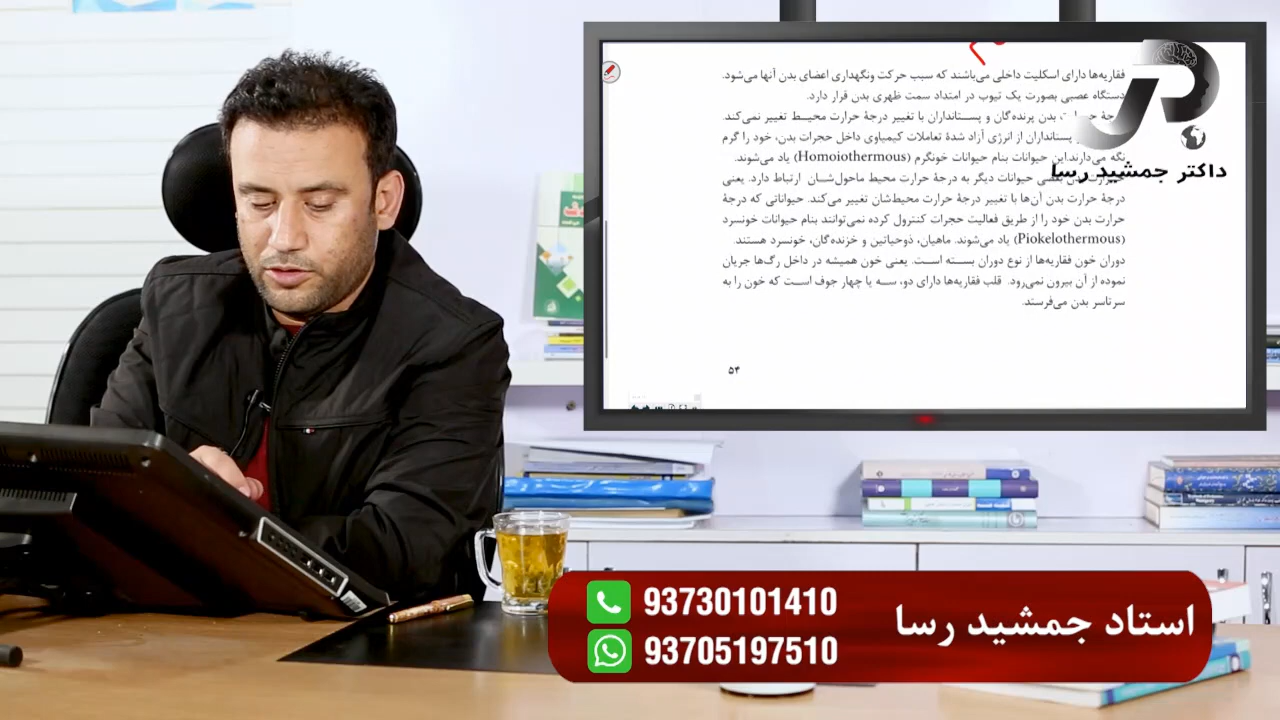 فقاریه‌ها دارای اسکلیت داخلی می‌باشند که سبب حرکت ونگهداری اعضای بدن آنها می‌شود.
دستگاه عصبی بصورت یک تیوب در امتداد سمت ظهری بدن قرار دارد.
بدن پرنده گان و پستانداران با تغییر درجهٔ حرارت محیط تغییر نمی‌کند.
پستانداران از انرژی آزاد شدهٔ تعاملات کیمیاوی داخل حجرات بدن، خود را گرم
نگه می‌دارند.این حیوانات بنام حیوانات خونگرم (Homoiothermous) یاد می‌شوند.
بدن بعضی حیوانات دیگر به درجهٔ حرارت محیط ماحول‌شان ارتباط دارد. یعنی
درجهٔ حرارت بدن آن‌ها با تغییر درجهٔ حرارت محیط‌شان تغییر می‌کند. حیواناتی که درجهٔ
حرارت بدن خود را از طریق فعالیت حجرات کنترول کرده نمی‌توانند بنام حیوانات خونسرد
(Piokelothermous) یاد می‌شوند. ماهیان، ذوحیاتین و خزنده گان، خونسرد هستند.
دوران خون فقاریه‌ها از نوع دوران بسته است. یعنی خون همیشه در داخل رگ‌ها جریان
نموده از آن بیرون نمی‌رود. قلب فقاریه‌ها دارای دو، سه یا چهار جوف است که خون را به
سرتاسر بدن می‌فرستد.
۵۴
داکتر جمشید رسا
استاد جمشید رسا
93730101410
93705197510